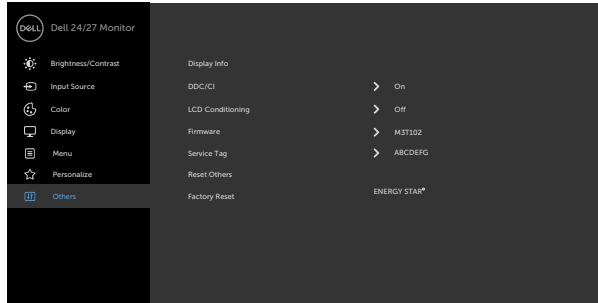 DELL Dell 24/27 Monitor
Brightness/Contrast Display Info
Input Source DDC/CI On
Color LCD Conditioning Off
Display Firmware M3T102
Menu Service Tag ABCDEFG
Personalize Reset Others
Others Factory Reset ENERGY STAR®